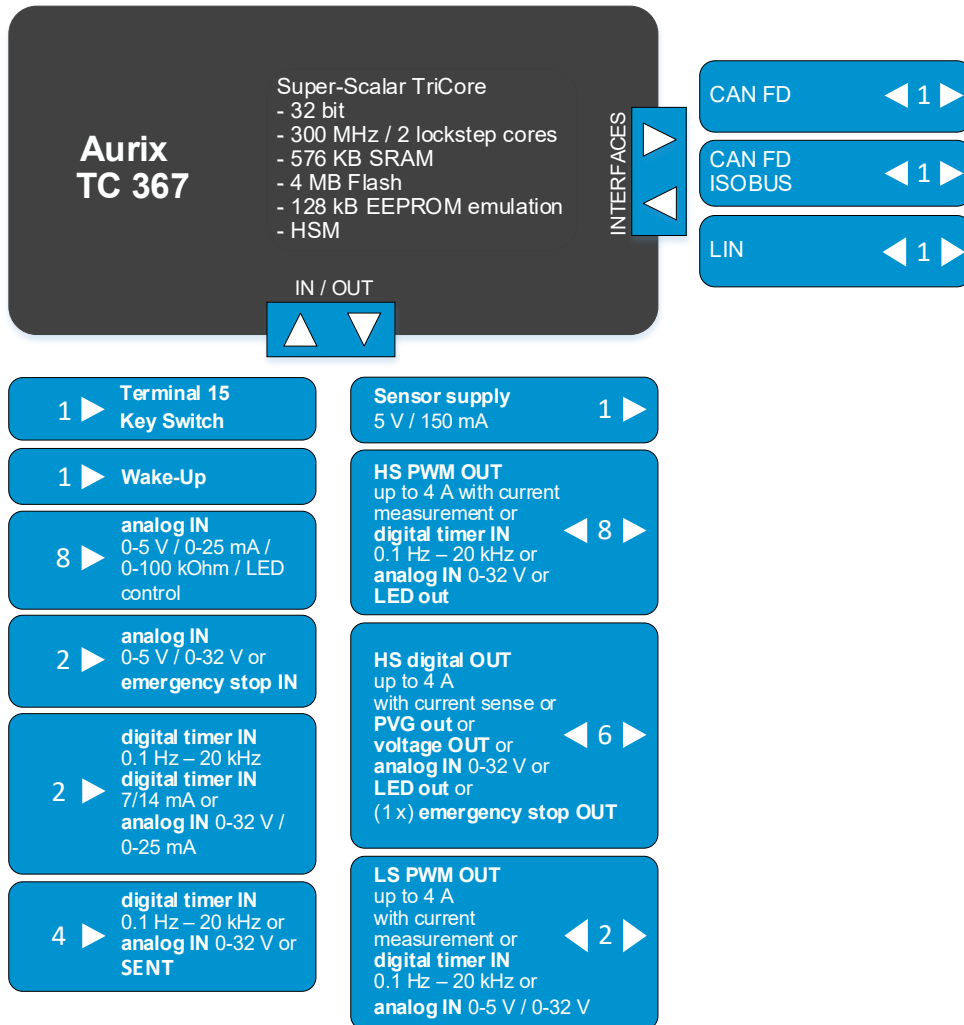 Aurix
TC 367
Super-Scalar TriCore
- 32 bit
- 300 MHz / 2 lockstep cores
- 576 KB SRAM
- 4 MB Flash
- 128 kB EEPROM emulation
- HSM
INTERFACES
IN / OUT
CAN FD
1
CAN FD
ISOBUS
1
LIN
1
1
Terminal 15
Key Switch
1
Wake-Up
8
analog IN
0-5 V / 0-25 mA /
0-100 kOhm / LED
control
2
analog IN
0-5 V / 0-32 V or
emergency stop IN
2
digital timer IN
0.1 Hz – 20 kHz
digital timer IN
7/14 mA or
analog IN 0-32 V /
0-25 mA
4
digital timer IN
0.1 Hz – 20 kHz or
analog IN 0-32 V or
SENT
Sensor supply
5 V / 150 mA
1
HS PWM OUT
up to 4 A with current
measurement or
digital timer IN
0.1 Hz – 20 kHz or
analog IN 0-32 V or
LED out
8
HS digital OUT
up to 4 A
with current sense or
PVG out or
voltage OUT or
analog IN 0-32 V or
LED out or
(1 x) emergency stop OUT
6
LS PWM OUT
up to 4 A
with current
measurement or
digital timer IN
0.1 Hz – 20 kHz or
analog IN 0-5 V / 0-32 V
2